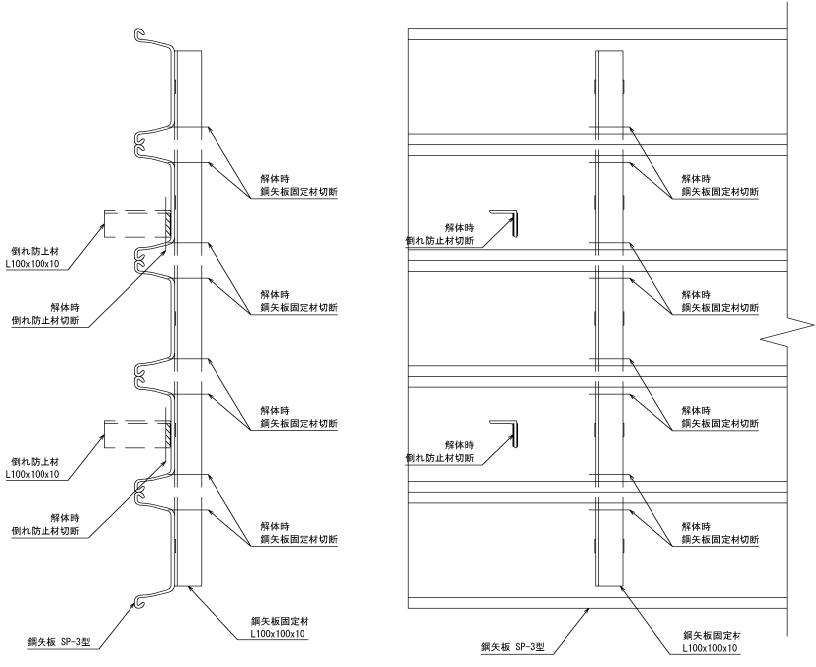 解体時
鋼矢板固定材切断
倒れ防止材
L100x100x10
解体時
倒れ防止材切断
解体時
鋼矢板固定材切断
解体時
鋼矢板固定材切断
倒れ防止材
L100x100x10
解体時
倒れ防止材切断
解体時
鋼矢板固定材切断
鋼矢板固定材
L100x100x10
鋼矢板 SP-3型
解体時
鋼矢板固定材切断
解体時
倒れ防止材切断
解体時
鋼矢板固定材切断
解体時
鋼矢板固定材切断
解体時
倒れ防止材切断
解体時
鋼矢板固定材切断
鋼矢板 SP-3型
鋼矢板固定材
L100x100x10